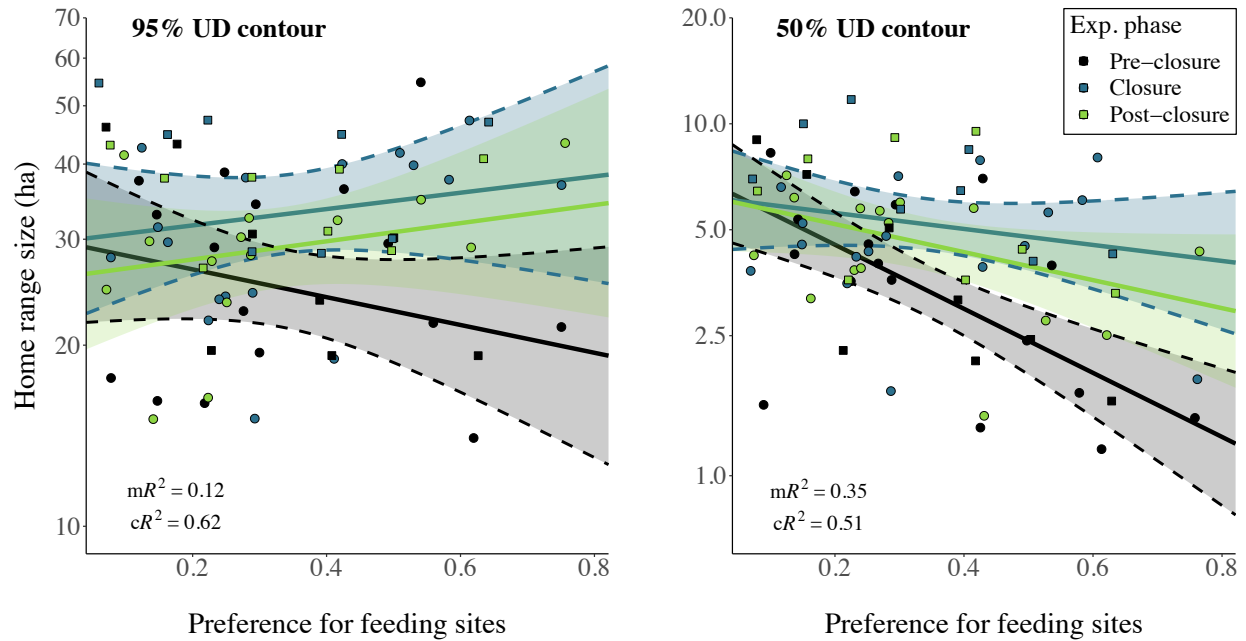 95% UD contour
50% UD contour
Exp. phase
Pre−closure
Closure
Post−closure
Home range size (ha)
70
60
50
40
30
20
10
mR² = 0.12
cR² = 0.62
0.2
0.4
0.6
0.8
Preference for feeding sites
20.0
10.0
5.0
2.5
1.0
mR² = 0.35
cR² = 0.51
0.2
0.4
0.6
0.8
Preference for feeding sites